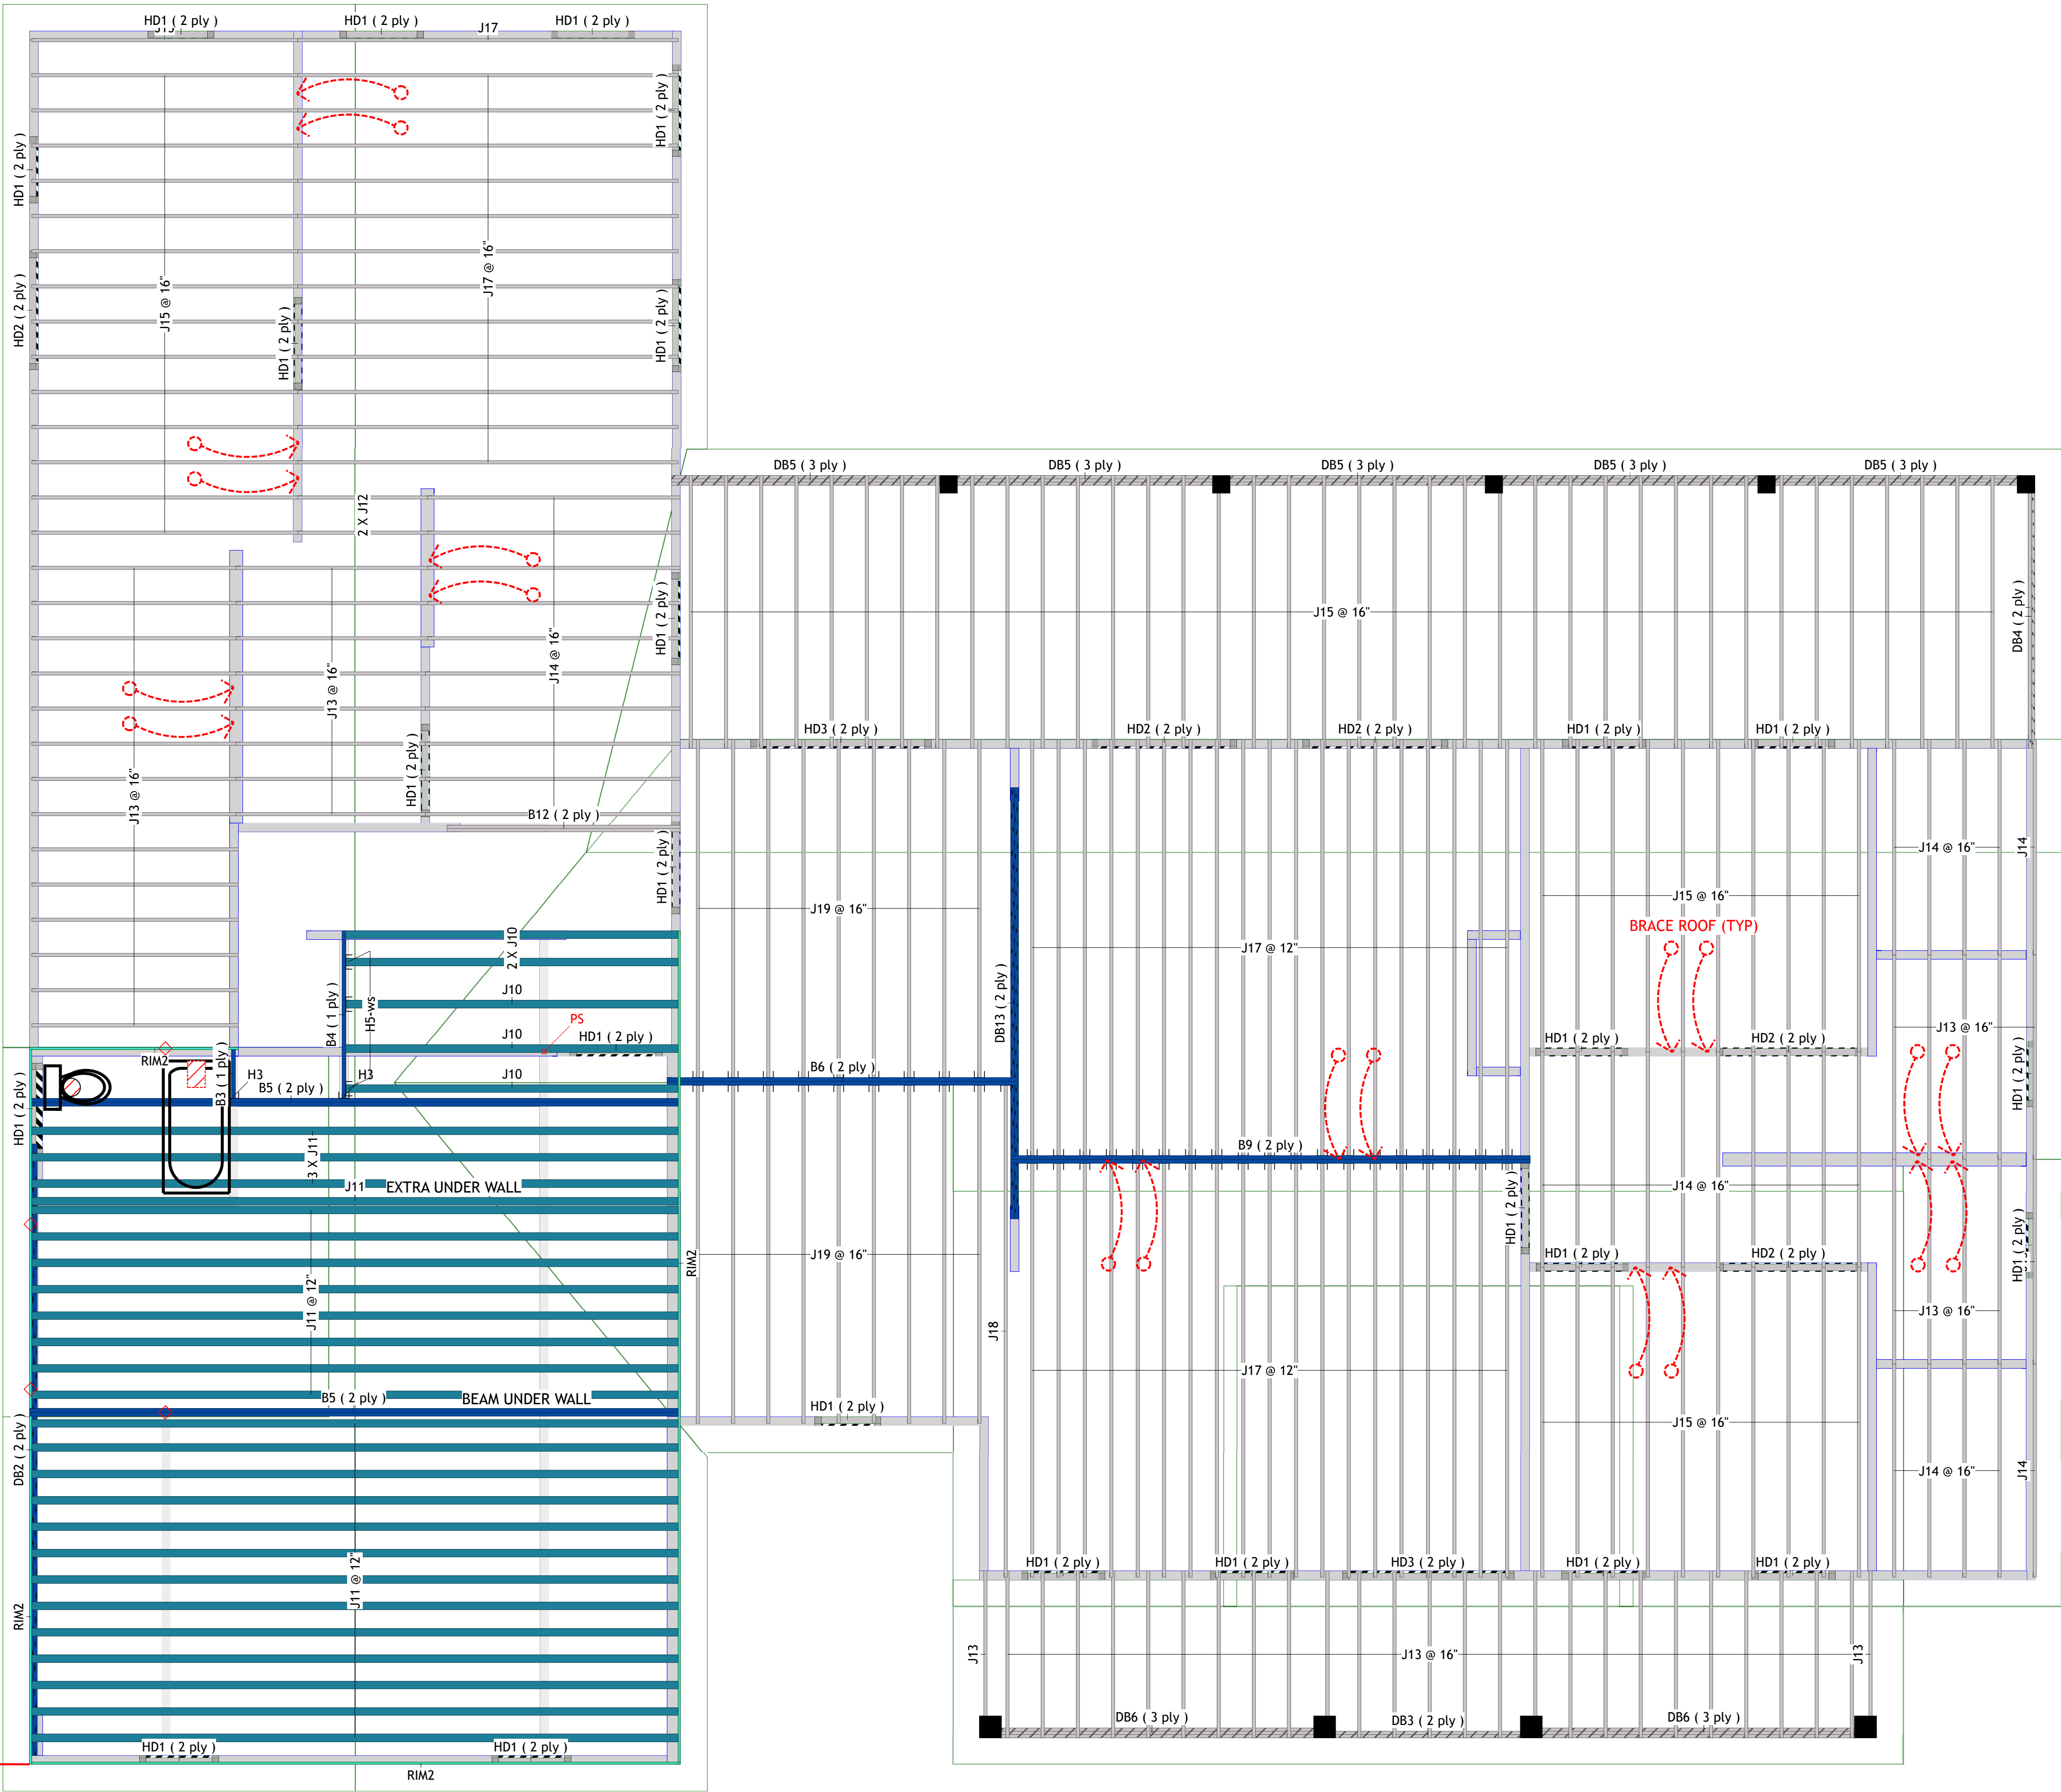 HD1 ( 2 ply )
HD1 ( 2 ply )
HD1 ( 2 ply )
J15
J17
HD1 ( 2 ply )
HD1 ( 2 ply )
HD2 ( 2 ply )
J15 @ 16"
J17 @ 16"
HD1 ( 2 ply )
HD1 ( 2 ply )
2 X J12
HD1 ( 2 ply )
J13 @ 16"
J13 @ 16"
J14 @ 16"
HD1 ( 2 ply )
B12 ( 2 ply )
HD1 ( 2 ply )
2 X J10
J10
B4 ( 1 ply )
H5-ws
J10
PS
HD1 ( 2 ply )
RIM2
B3 ( 1 ply )
H3
B5 ( 2 ply )
H3
J10
HD1 ( 2 ply )
3 X J11
J11
EXTRA UNDER WALL
RIM2
J11 @ 12"
B5 ( 2 ply )
BEAM UNDER WALL
DB2 ( 2 ply )
J11 @ 12"
RIM2
HD1 ( 2 ply )
HD1 ( 2 ply )
RIM2
DB5 ( 3 ply )
DB5 ( 3 ply )
DB5 ( 3 ply )
DB5 ( 3 ply )
DB5 ( 3 ply )
J15 @ 16"
DB4 ( 2 ply )
HD3 ( 2 ply )
HD2 ( 2 ply )
HD2 ( 2 ply )
HD1 ( 2 ply )
HD1 ( 2 ply )
J14 @ 16"
J14
J15 @ 16"
J19 @ 16"
BRACE ROOF (TYP)
J17 @ 12"
DB13 ( 2 ply )
J13 @ 16"
HD1 ( 2 ply )
HD2 ( 2 ply )
HD1 ( 2 ply )
B6 ( 2 ply )
B9 ( 2 ply )
J14 @ 16"
HD1 ( 2 ply )
HD1 ( 2 ply )
J19 @ 16"
HD1 ( 2 ply )
HD2 ( 2 ply )
J18
J13 @ 16"
J17 @ 12"
HD1 ( 2 ply )
J15 @ 16"
J14 @ 16"
J14
HD1 ( 2 ply )
HD1 ( 2 ply )
HD3 ( 2 ply )
HD1 ( 2 ply )
HD1 ( 2 ply )
J13
J13 @ 16"
J13
DB6 ( 3 ply )
DB3 ( 2 ply )
DB6 ( 3 ply )